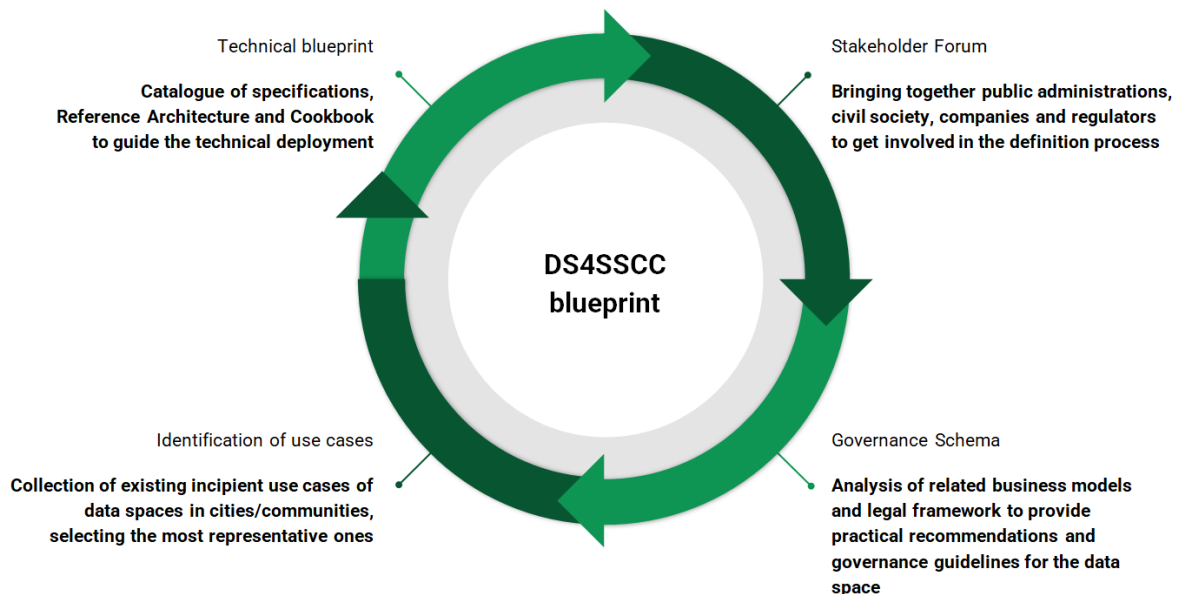 Technical blueprint
Catalogue of specifications,
Reference Architecture and Cookbook
to guide the technical deployment
Stakeholder Forum
Bringing together public administrations,
civil society, companies and regulators
to get involved in the definition process
DS4SSCC
blueprint
Identification of use cases
Collection of existing incipient use cases of
data spaces in cities/communities,
selecting the most representative ones
Governance Schema
Analysis of related business models
and legal framework to provide
practical recommendations and
governance guidelines for the data
space